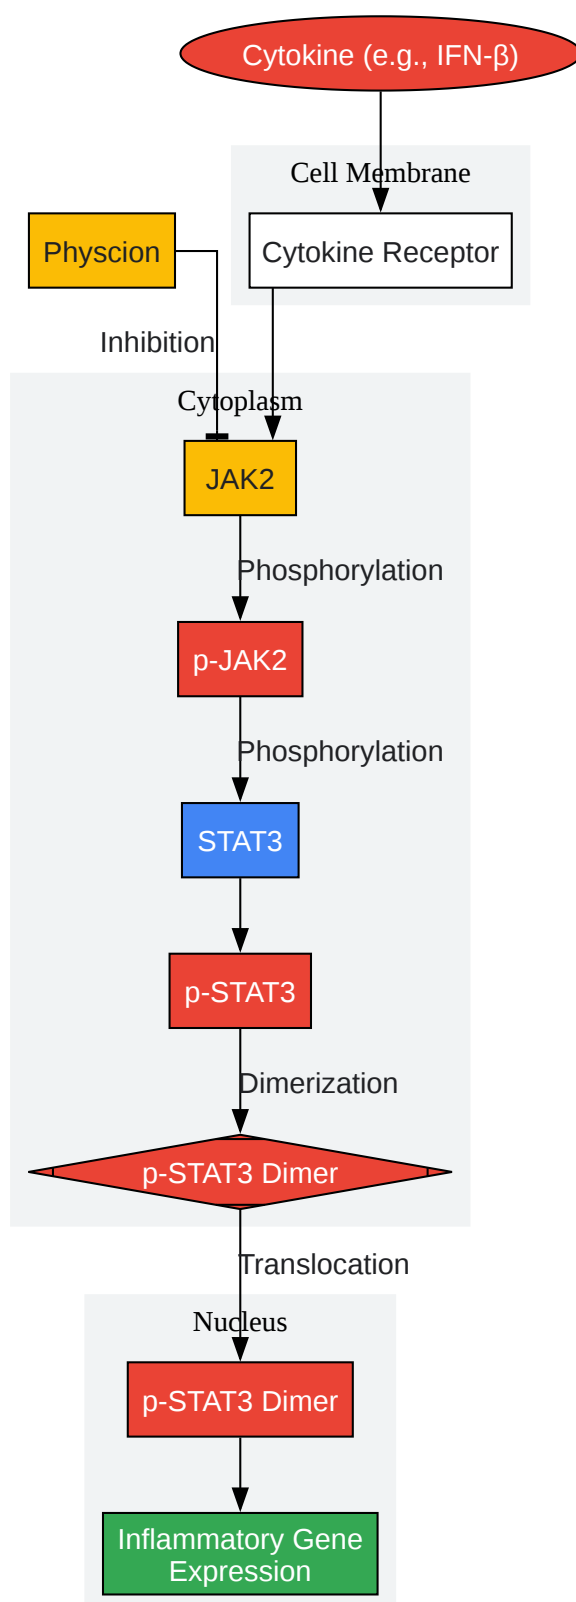 Cytokine (e.g., IFN-β)
Cell Membrane
Physcion
Cytokine Receptor
Inhibition
Cytoplasm
JAK2
Phosphorylation
p-JAK2
Phosphorylation
STAT3
p-STAT3
Dimerization
p-STAT3 Dimer
Translocation
Nucleus
p-STAT3 Dimer
Inflammatory Gene
Expression